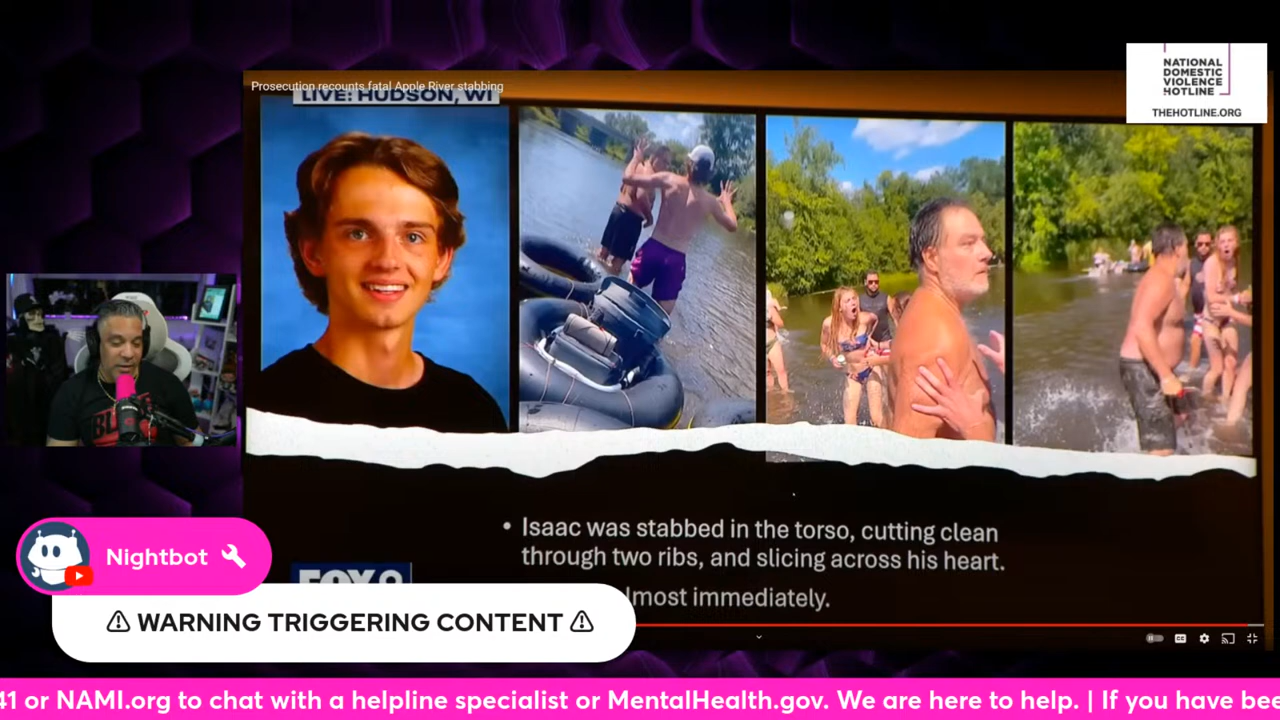 Prosecution recounts fatal Apple River stabbing
LIVE: HUDSON, WI
NATIONAL
DOMESTIC
VIOLENCE
HOTLINE
THEHOTLINE.ORG
• Isaac was stabbed in the torso, cutting clean
through two ribs, and slicing across his heart.
immediately.
FOX 9
Nightbot
⚠ WARNING TRIGGERING CONTENT ⚠
41 or NAMI.org to chat with a helpline specialist or MentalHealth.gov. We are here to help. | If you have